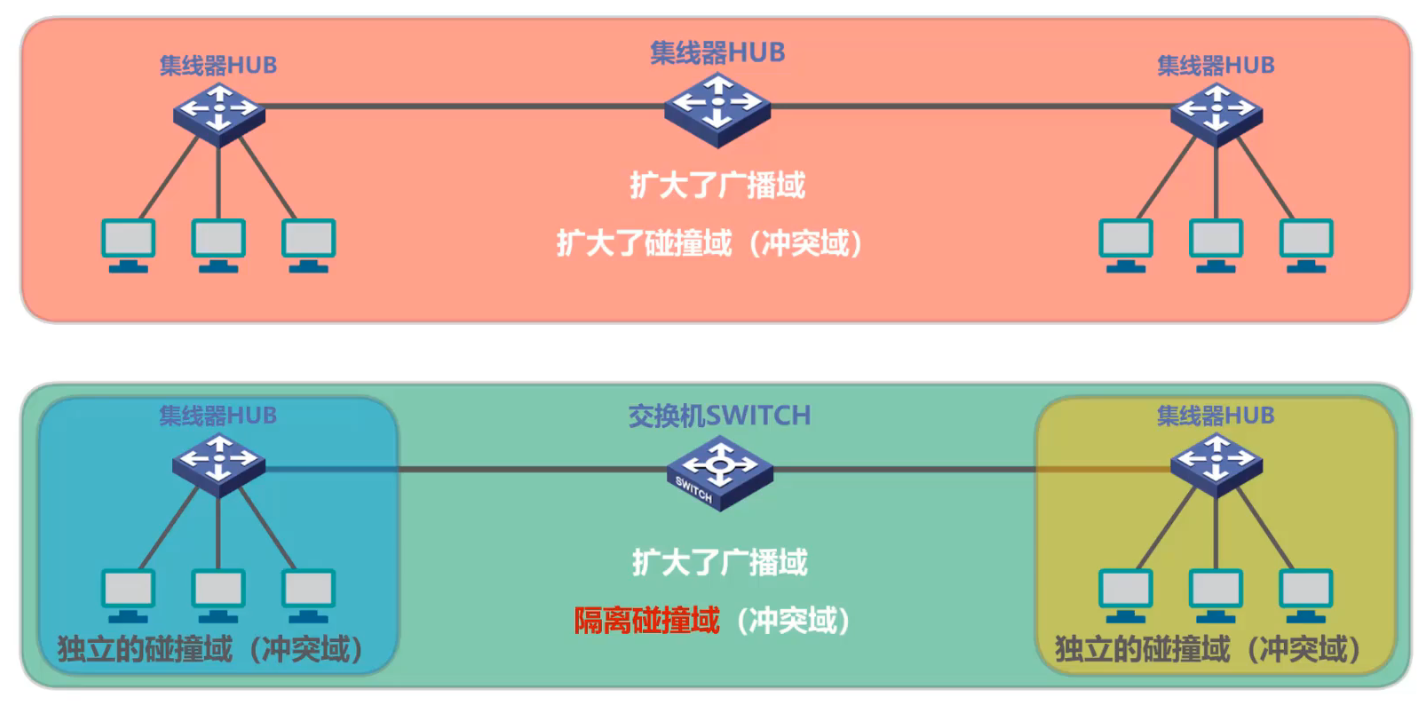 集线器HUB
集线器HUB
集线器HUB
扩大了广播域
扩大了碰撞域（冲突域）
集线器HUB
交换机SWITCH
集线器HUB
SWITCH
扩大了广播域
隔离碰撞域（冲突域）
独立的碰撞域（冲突域）
独立的碰撞域（冲突域）